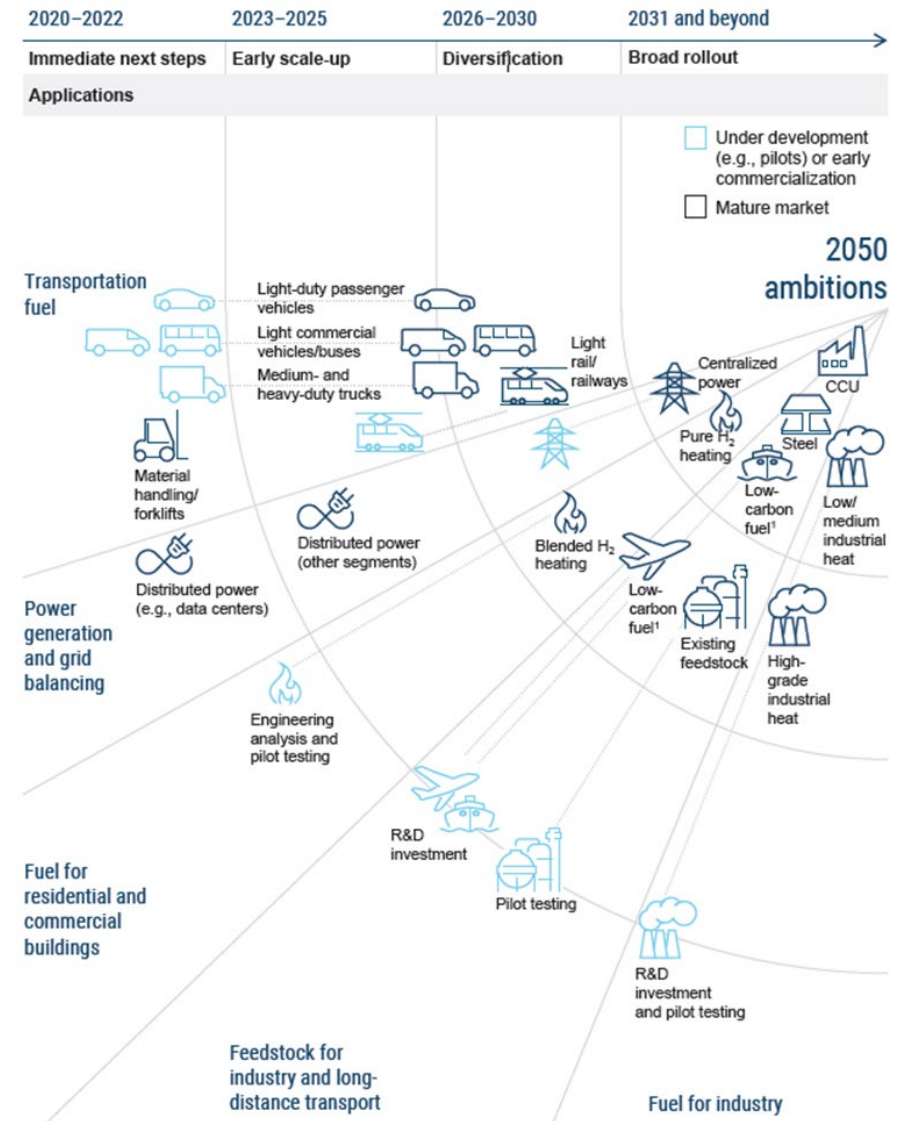 2020–2022
2023–2025
2026–2030
2031 and beyond
Immediate next steps
Early scale-up
Diversification
Broad rollout
Applications
Under development
(e.g., pilots) or early
commercialization
Mature market
2050
ambitions
Transportation
fuel
Light-duty passenger
vehicles
Light commercial
vehicles/buses
Medium- and
heavy-duty trucks
Light
rail/
railways
Centralized
power
CCU
Pure H₂
heating
Steel
Material
handling/
forklifts
Low-
carbon
fuel¹
Low/
medium
industrial
heat
Distributed power
(other segments)
Blended H₂
heating
Distributed power
(e.g., data centers)
Low-
carbon
fuel¹
Existing
feedstock
High-
grade
industrial
heat
Power
generation
and grid
balancing
Engineering
analysis and
pilot testing
R&D
investment
Pilot testing
Fuel for
residential and
commercial
buildings
R&D
investment
and pilot testing
Feedstock for
industry and long-
distance transport
Fuel for industry